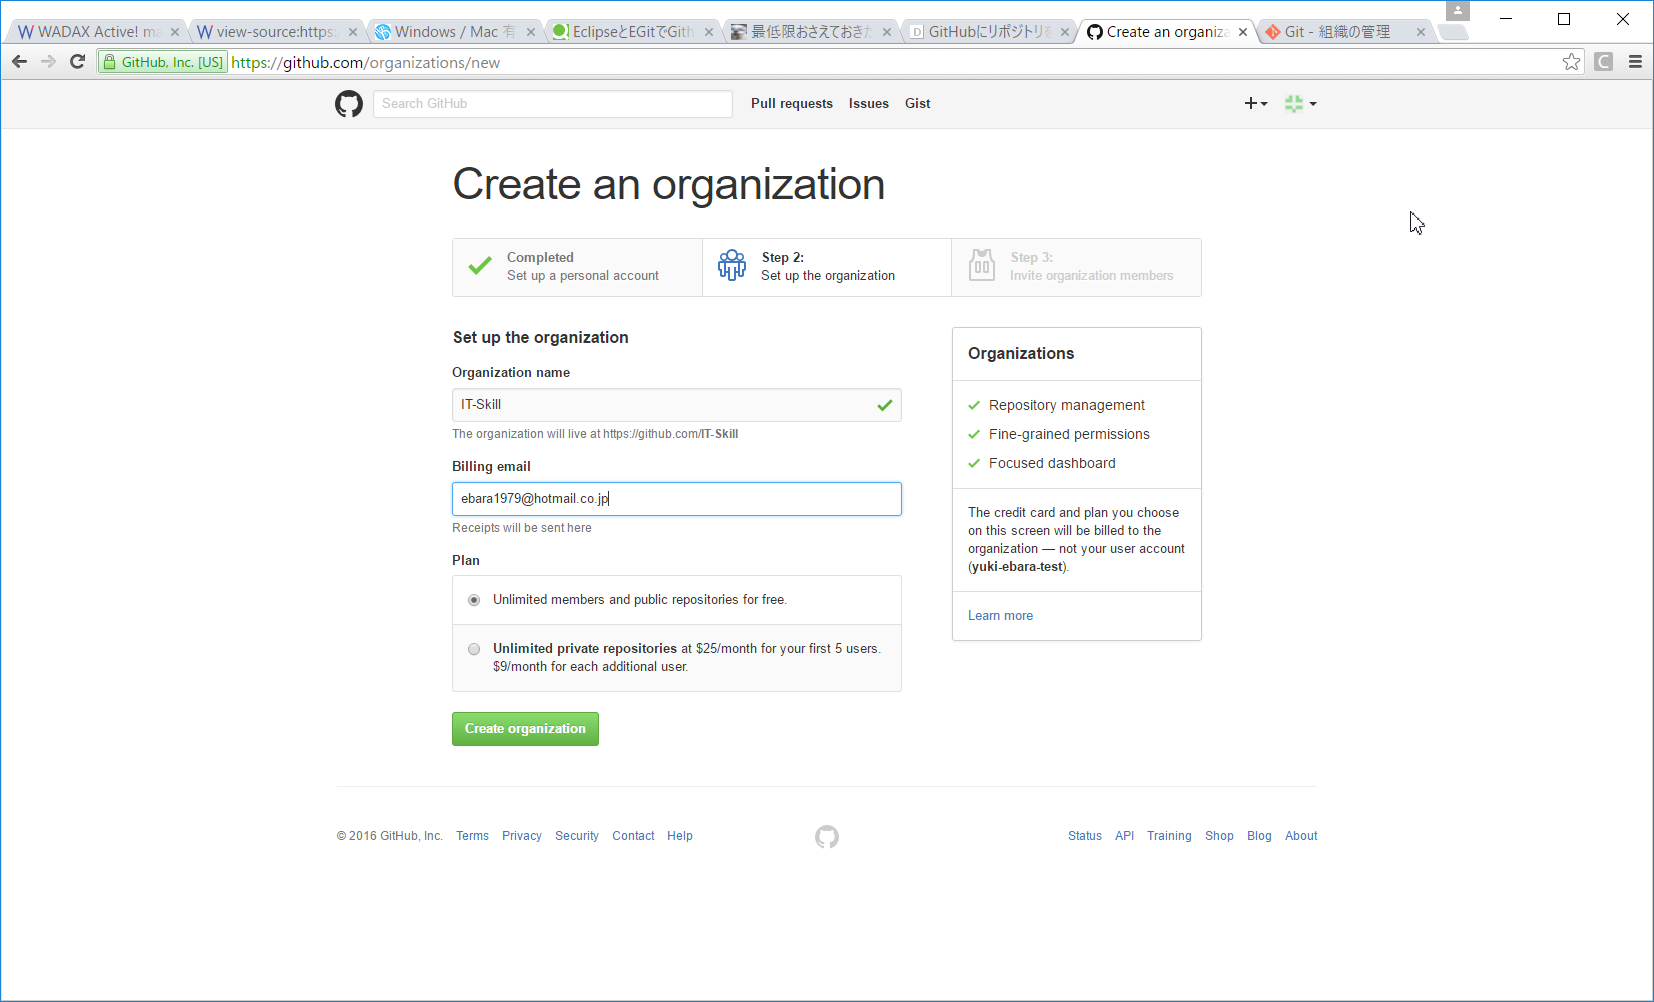 WADAX Active! ma
view-source:https:
Windows / Mac 有
EclipseとEGitでGith
最低限おさえておきた
GitHubにリポジトリを
Create an organiza
Git - 組織の管理
GitHub, Inc. [US] https://github.com/organizations/new
Search GitHub Pull requests Issues Gist
Create an organization
Completed
Set up a personal account
Step 2:
Set up the organization
Step 3:
Invite organization members
Set up the organization
Organization name
IT-Skill
The organization will live at https://github.com/IT-Skill
Billing email
ebara1979@hotmail.co.jp
Receipts will be sent here
Plan
Unlimited members and public repositories for free.
Unlimited private repositories at $25/month for your first 5 users.
$9/month for each additional user.
Create organization
Organizations
Repository management
Fine-grained permissions
Focused dashboard
The credit card and plan you choose
on this screen will be billed to the
organization — not your user account
(yuki-ebara-test).
Learn more
© 2016 GitHub, Inc. Terms Privacy Security Contact Help
Status API Training Shop Blog About